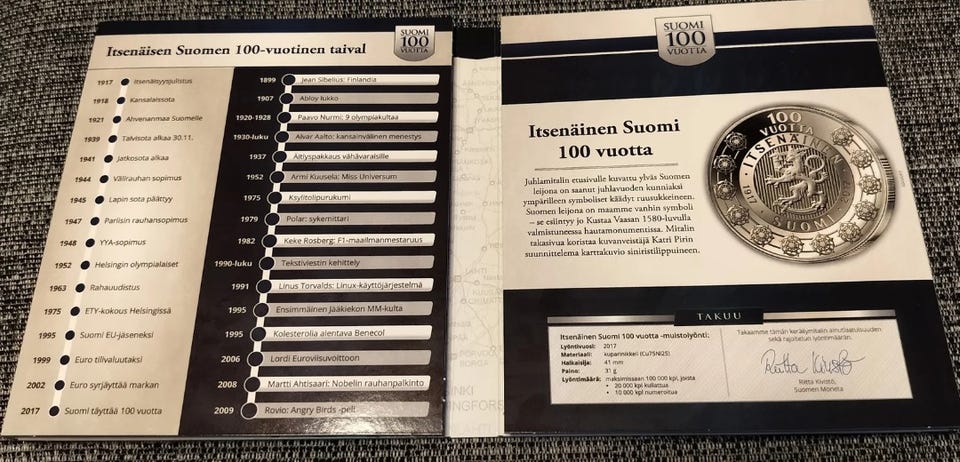 Itsenäisen Suomen 100-vuotinen taival
SUOMI
100
VUOTTA
1917 Itsenäisyysjulistus
1918 Kansalaissota
1921 Ahvenanmaa Suomelle
1939 Talvisota alkaa 30.11.
1941 Jatkosota alkaa
1944 Välirauhan sopimus
1945 Lapin sota päättyy
1947 Pariisin rauhansopimus
1948 YYA-sopimus
1952 Helsingin olympialaiset
1963 Rahauudistus
1975 ETY-kokous Helsingissä
1995 Suomi EU-jäseneksi
1999 Euro tilivaluutaksi
2002 Euro syrjäyttää markan
2017 Suomi täyttää 100 vuotta
1899 Jean Sibelius: Finlandia
1907 Abloy lukko
1920-1928 Paavo Nurmi: 9 olympiakultaa
1930-luku Alvar Aalto: kansainvälinen menestys
1937 Äitiyspakkaus vähävaraisille
1952 Armi Kuusela: Miss Universum
1975 Ksylitolipurukumi
1979 Polar: sykemittari
1982 Keke Rosberg: F1-maailmanmestaruus
1990-luku Tekstiviestin kehittely
1991 Linus Torvalds: Linux-käyttöjärjestelmä
1995 Ensimmäinen Jääkiekon MM-kulta
1995 Kolesterolia alentava Benecol
2006 Lordi Euroviisuvoittoon
2008 Martti Ahtisaari: Nobelin rauhanpalkinto
2009 Rovio: Angry Birds -peli
SUOMI
100
VUOTTA
Itsenäinen Suomi
100 vuotta
Juhlamitalin etusivulle kuvattu ylväs Suomen
leijona on saanut juhlavuoden kunniaksi
ympärilleen symboliset käädyt ruusukkeineen.
Suomen leijona on maamme vanhin symboli
– se esiintyy jo Kustaa Vaasan 1580-luvulla
valmistuneessa hautamonumentissa. Mitalin
takasivua koristaa kuvanveistäjä Katri Pirin
suunnittelema karttakuvio siniristilippuineen.
100
VUOTTA
ITSENÄINEN
1917
2017
SUOMI
TAKUU
Itsenäinen Suomi 100 vuotta -muistolyönti:
Lyöntivuosi: 2017
Materiaali: kuparinikkeli (Cu75Ni25)
Halkaisija: 41 mm
Paino: 31 g
Lyöntimäärä: maksimissaan 100 000 kpl, joista
• 20 000 kpl kullattua
• 10 000 kpl numeroitua
Takaamme tämän keräilymitalin ainutlaatuisuuden
sekä rajoitetun lyöntimäärän.
Riitta Kivistö
Riitta Kivistö,
Suomen Moneta